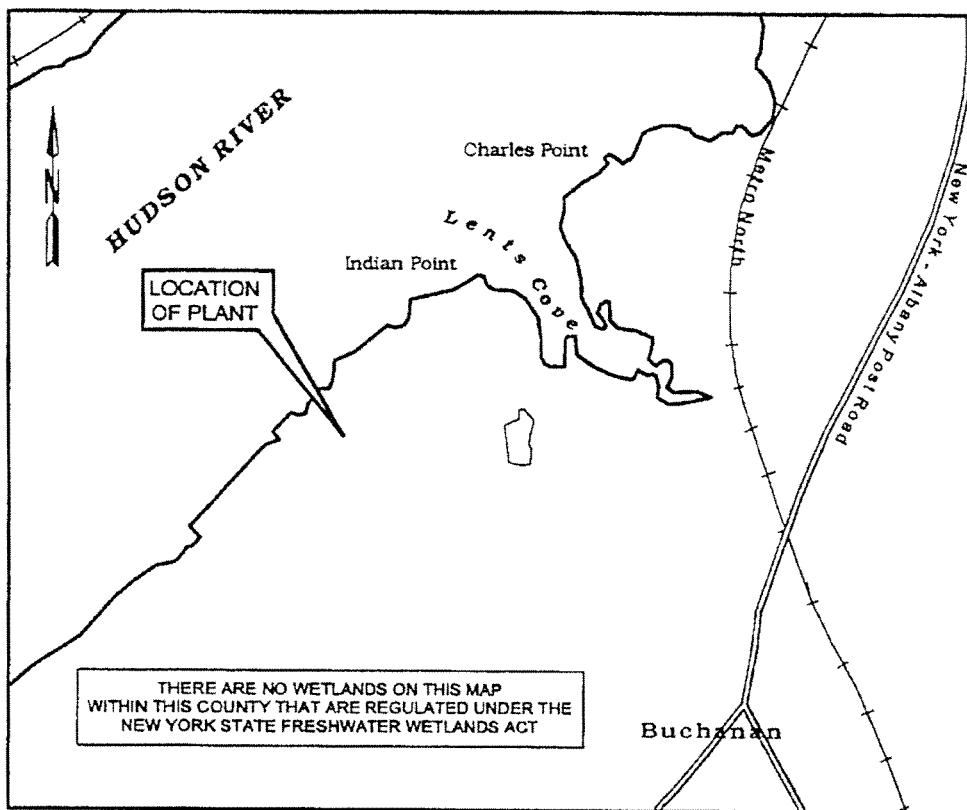 HUDSON RIVER
N
Charles Point
Lents Cove
Indian Point
LOCATION
OF PLANT
Metro North
New York - Albany Post Road
THERE ARE NO WETLANDS ON THIS MAP
WITHIN THIS COUNTY THAT ARE REGULATED UNDER THE
NEW YORK STATE FRESHWATER WETLANDS ACT
Buchanan